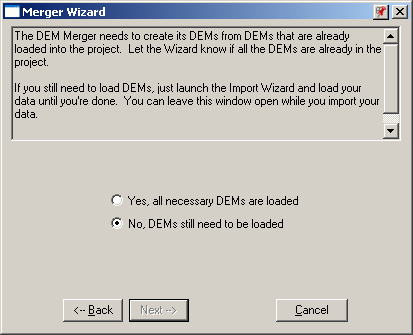 Merger Wizard
The DEM Merger needs to create its DEMs from DEMs that are already
loaded into the project.  Let the Wizard know if all the DEMs are already in the
project.
If you still need to load DEMs, just launch the Import Wizard and load your
data until you're done.  You can leave this window open while you import your
data.
Yes, all necessary DEMs are loaded
No, DEMs still need to be loaded
<-- Back
Next -->
Cancel